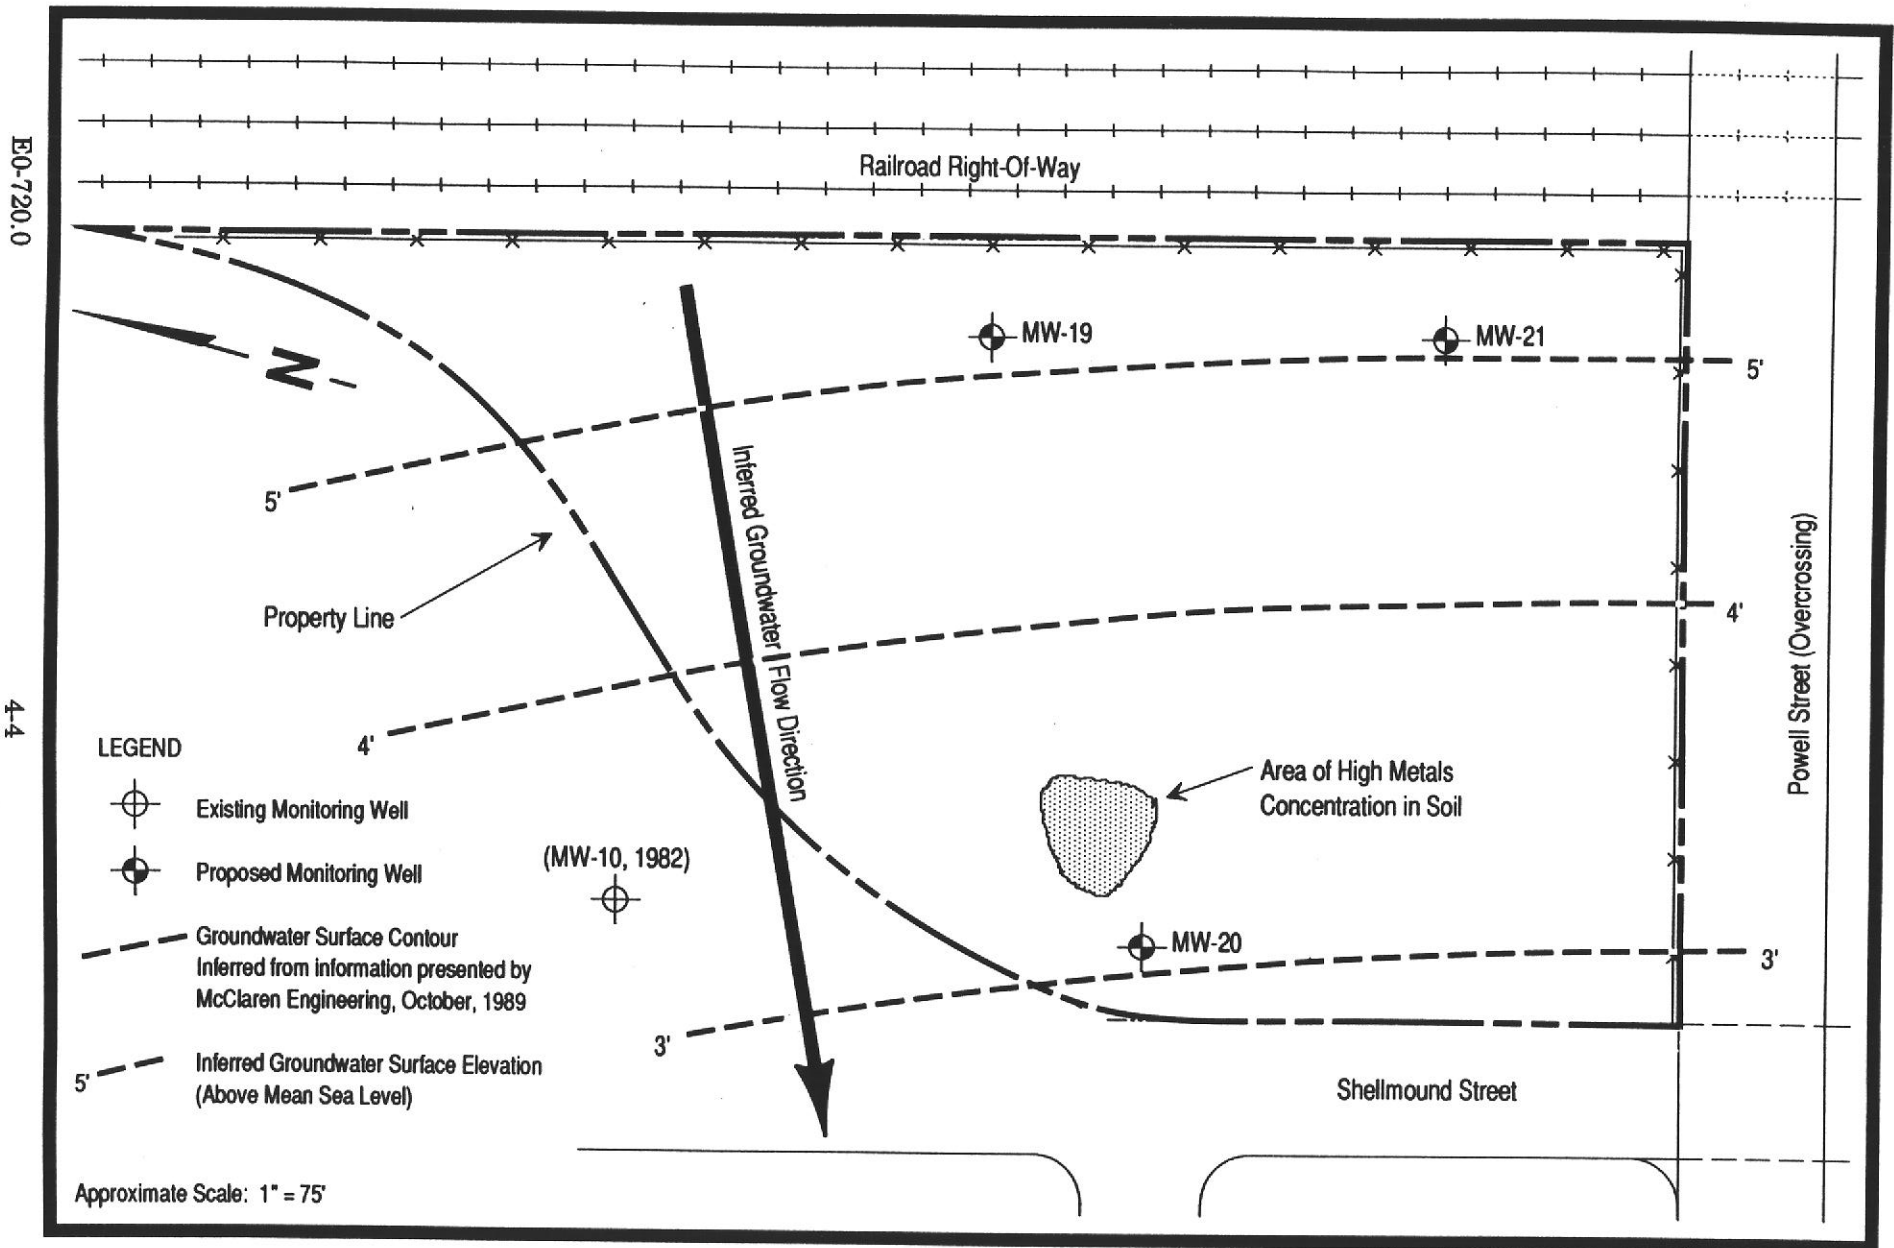 E0-720.0
4-4
Railroad Right-Of-Way
N
MW-19
MW-21
5'
5'
Inferred Groundwater Flow Direction
Property Line
4'
4'
Powell Street (Overcrossing)
LEGEND
Existing Monitoring Well
Proposed Monitoring Well
Groundwater Surface Contour
Inferred from information presented by
McClaren Engineering, October, 1989
5'
Inferred Groundwater Surface Elevation
(Above Mean Sea Level)
(MW-10, 1982)
Area of High Metals
Concentration in Soil
MW-20
3'
3'
Shellmound Street
Approximate Scale: 1" = 75'